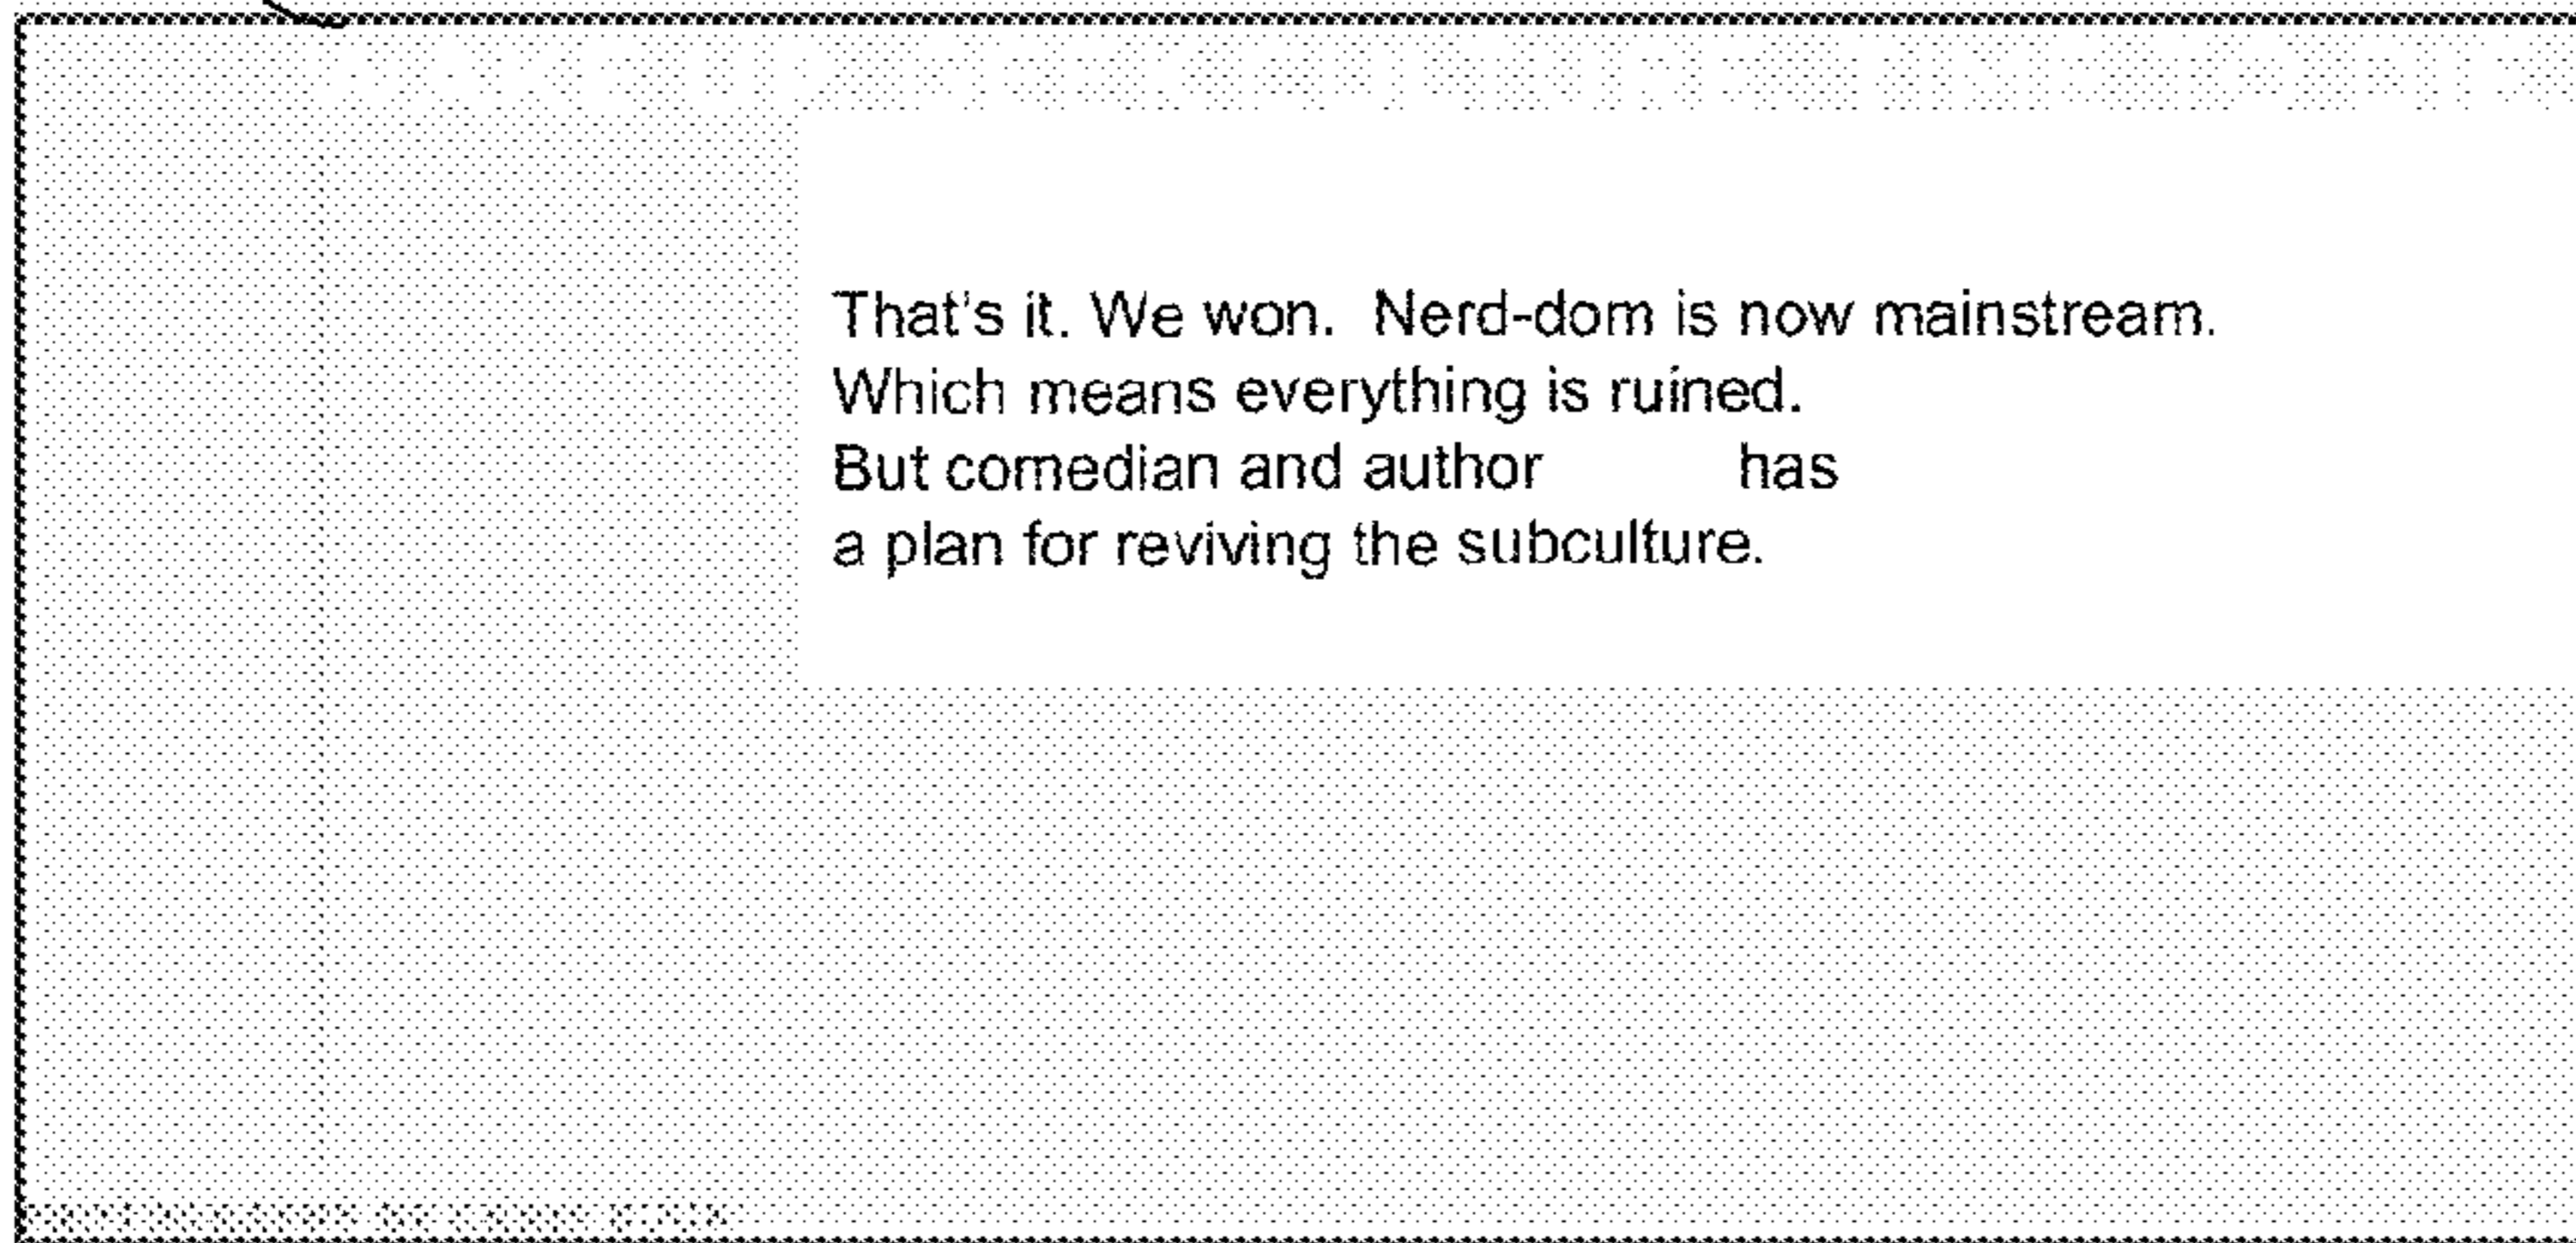 That's it. We won.  Nerd-dom is now mainstream.
Which means everything is ruined.
But comedian and author          has
a plan for reviving the subculture.